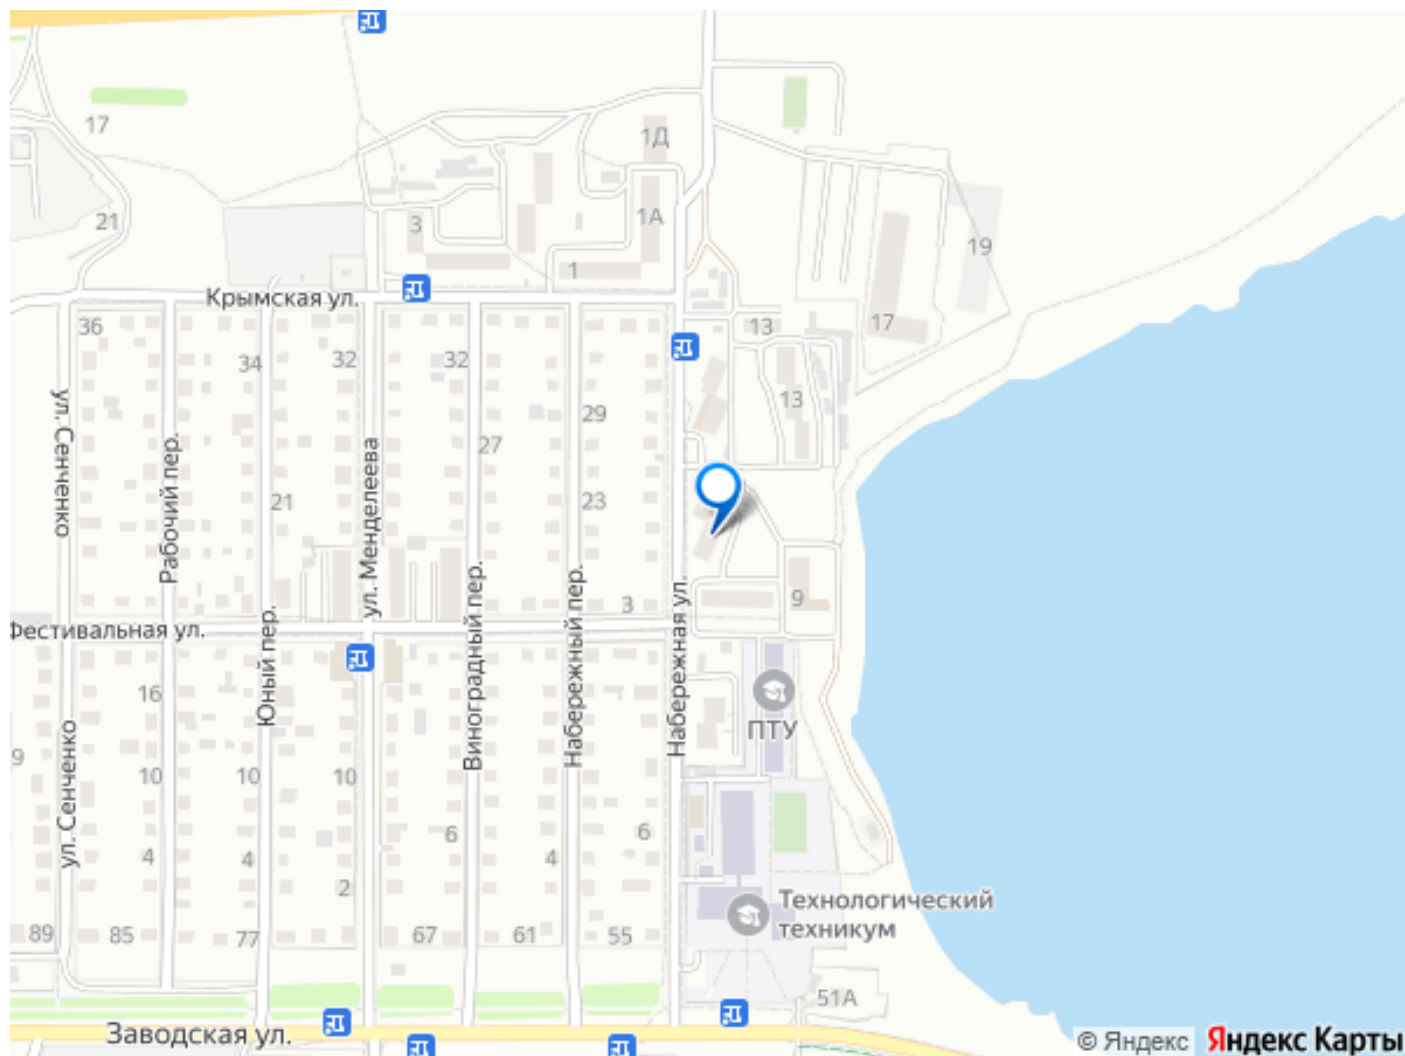 17
1Д
21
3
1А
1
19
Крымская ул.
36
34
32
32
13
17
29
13
27
21
23
ул. Сенченко
Рабочий пер.
ул. Менделеева
3
9
Фестивальная ул.
Юный пер.
Виноградный пер.
Набережный пер.
Набережная ул.
16
ПТУ
9
10
10
10
ул. Сенченко
4
4
6
4
6
2
Технологический
техникум
89
85
77
67
61
55
51А
Заводская ул.
© Яндекс Яндекс Карты